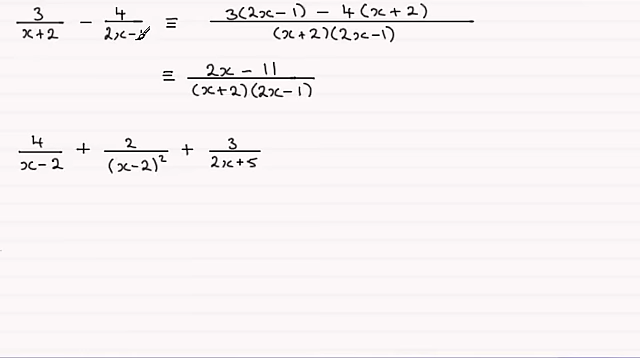 3/(x+2) − 4/(2x− ≡ (3(2x−1) − 4(x+2))/((x+2)(2x−1))
≡ (2x − 11)/((x+2)(2x−1))
4/(x−2) + 2/(x−2)² + 3/(2x+5)